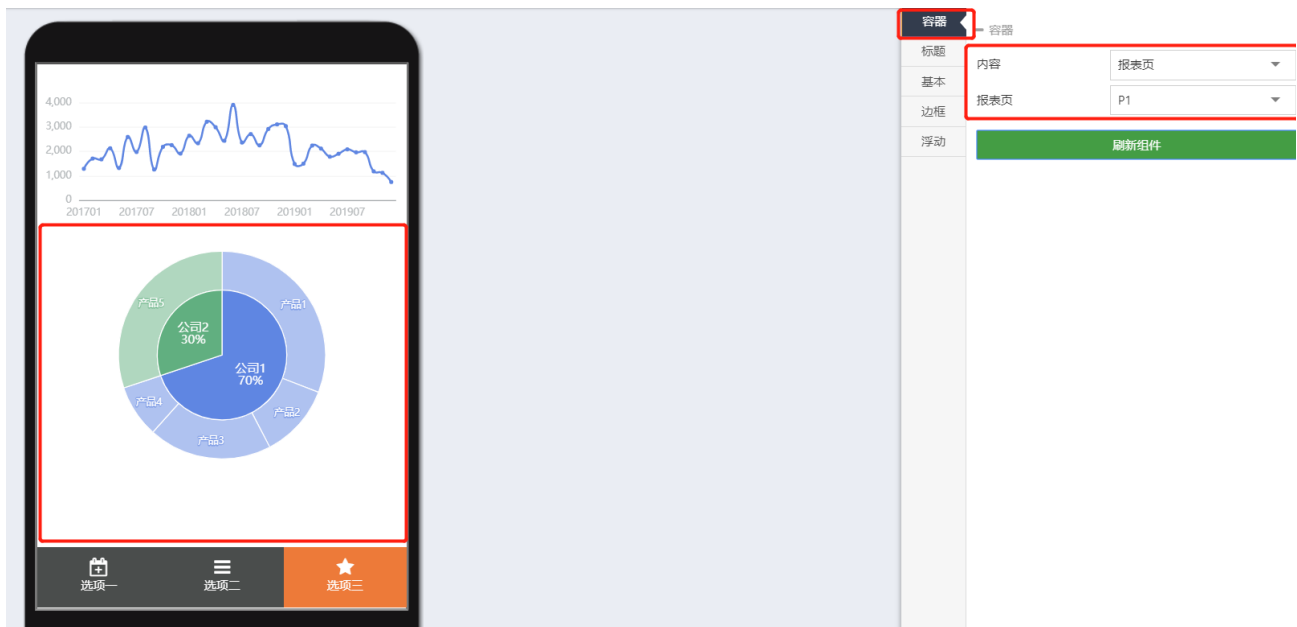 4,000
3,000
2,000
1,000
0
201701 201707 201801 201807 201901 201907
产品5
产品1
公司2
30%
公司1
70%
产品4
产品2
产品3
选项一 选项二 选项三
容器
标题
基本
边框
浮动
容器
内容 报表页
报表页 P1
刷新组件